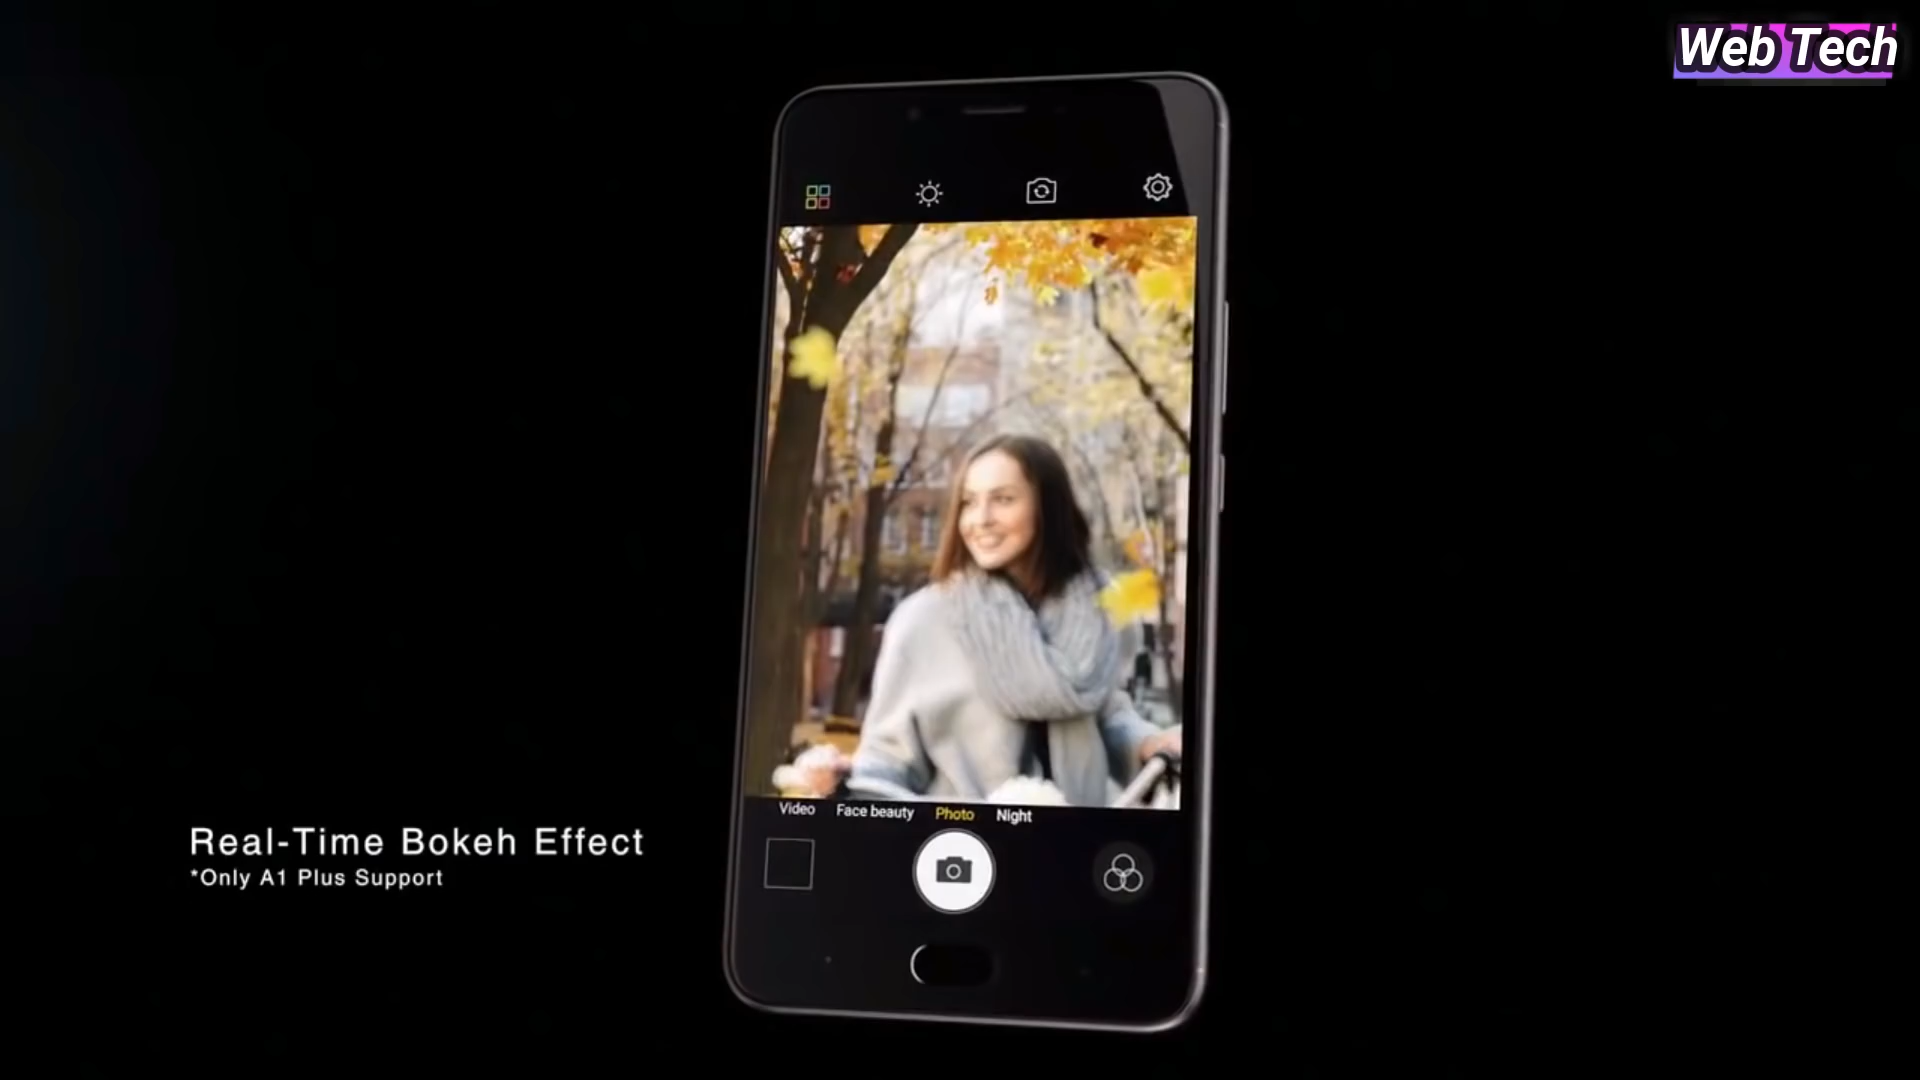 Web Tech
Video Face beauty Photo Night
Real-Time Bokeh Effect
*Only A1 Plus Support